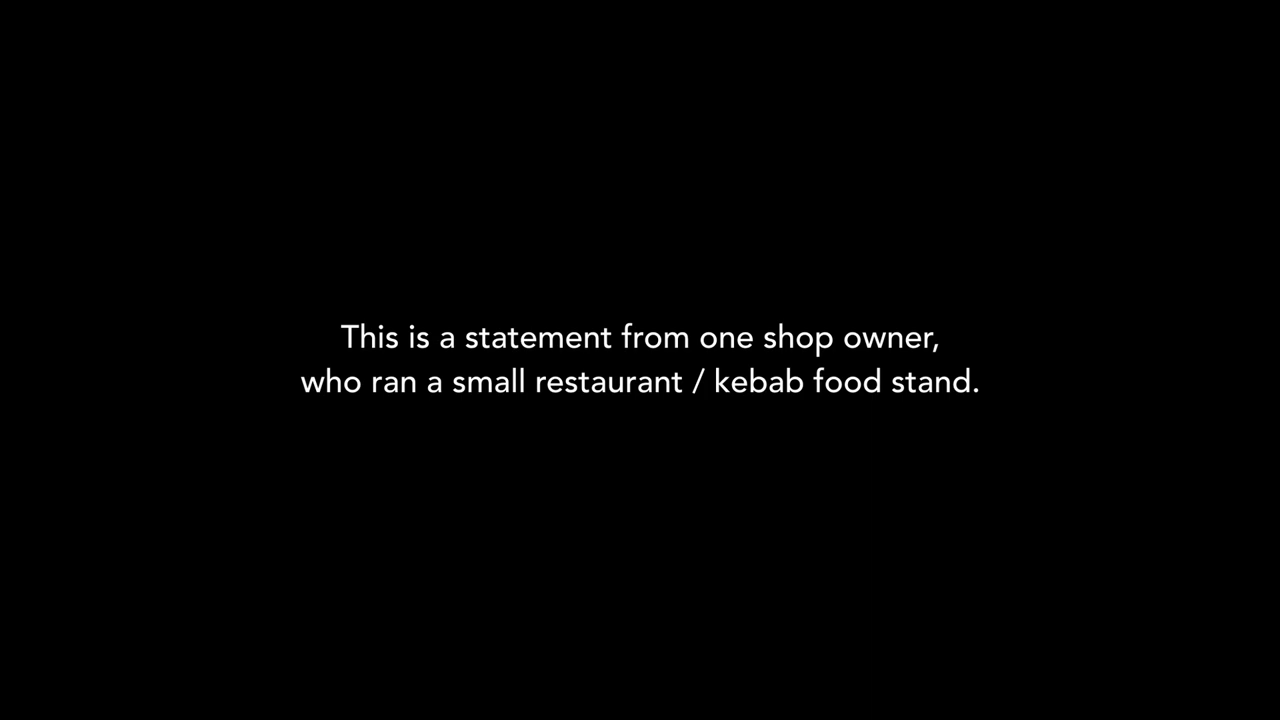 This is a statement from one shop owner,
who ran a small restaurant / kebab food stand.